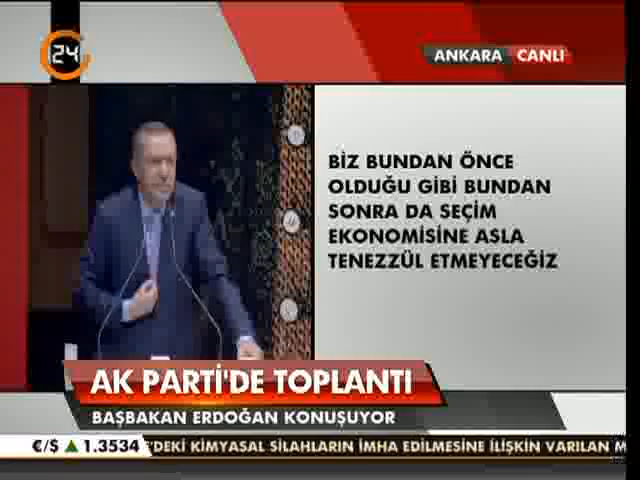 24
ANKARA CANLI
BİZ BUNDAN ÖNCE
OLDUĞU GİBİ BUNDAN
SONRA DA SEÇİM
EKONOMİSİNE ASLA
TENEZZÜL ETMEYECEĞİZ
AK PARTİ'DE TOPLANTI
BAŞBAKAN ERDOĞAN KONUŞUYOR
€/$ ▲ 1.3534 'DEKİ KİMYASAL SİLAHLARIN İMHA EDİLMESİNE İLİŞKİN VARILAN M